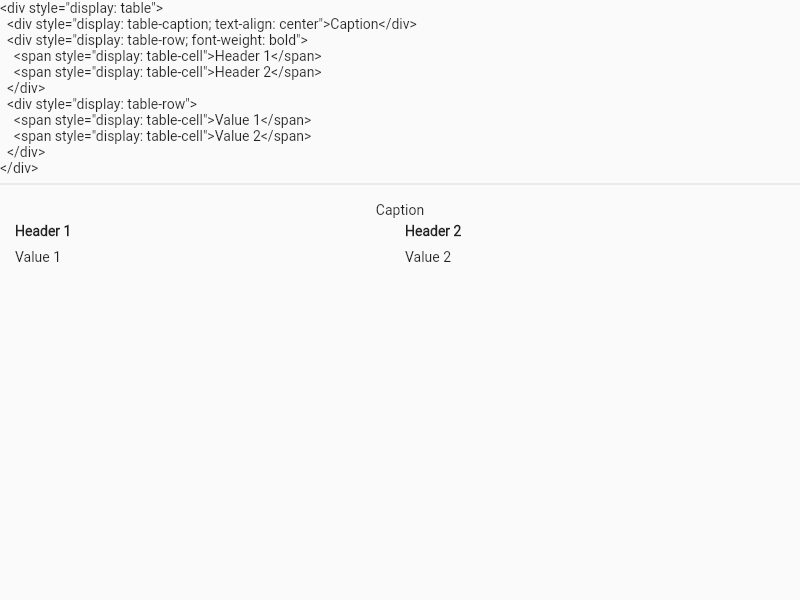 <div style="display: table">
  <div style="display: table-caption; text-align: center">Caption</div>
  <div style="display: table-row; font-weight: bold">
    <span style="display: table-cell">Header 1</span>
    <span style="display: table-cell">Header 2</span>
  </div>
  <div style="display: table-row">
    <span style="display: table-cell">Value 1</span>
    <span style="display: table-cell">Value 2</span>
  </div>
</div>
Caption
Header 1 Header 2
Value 1 Value 2